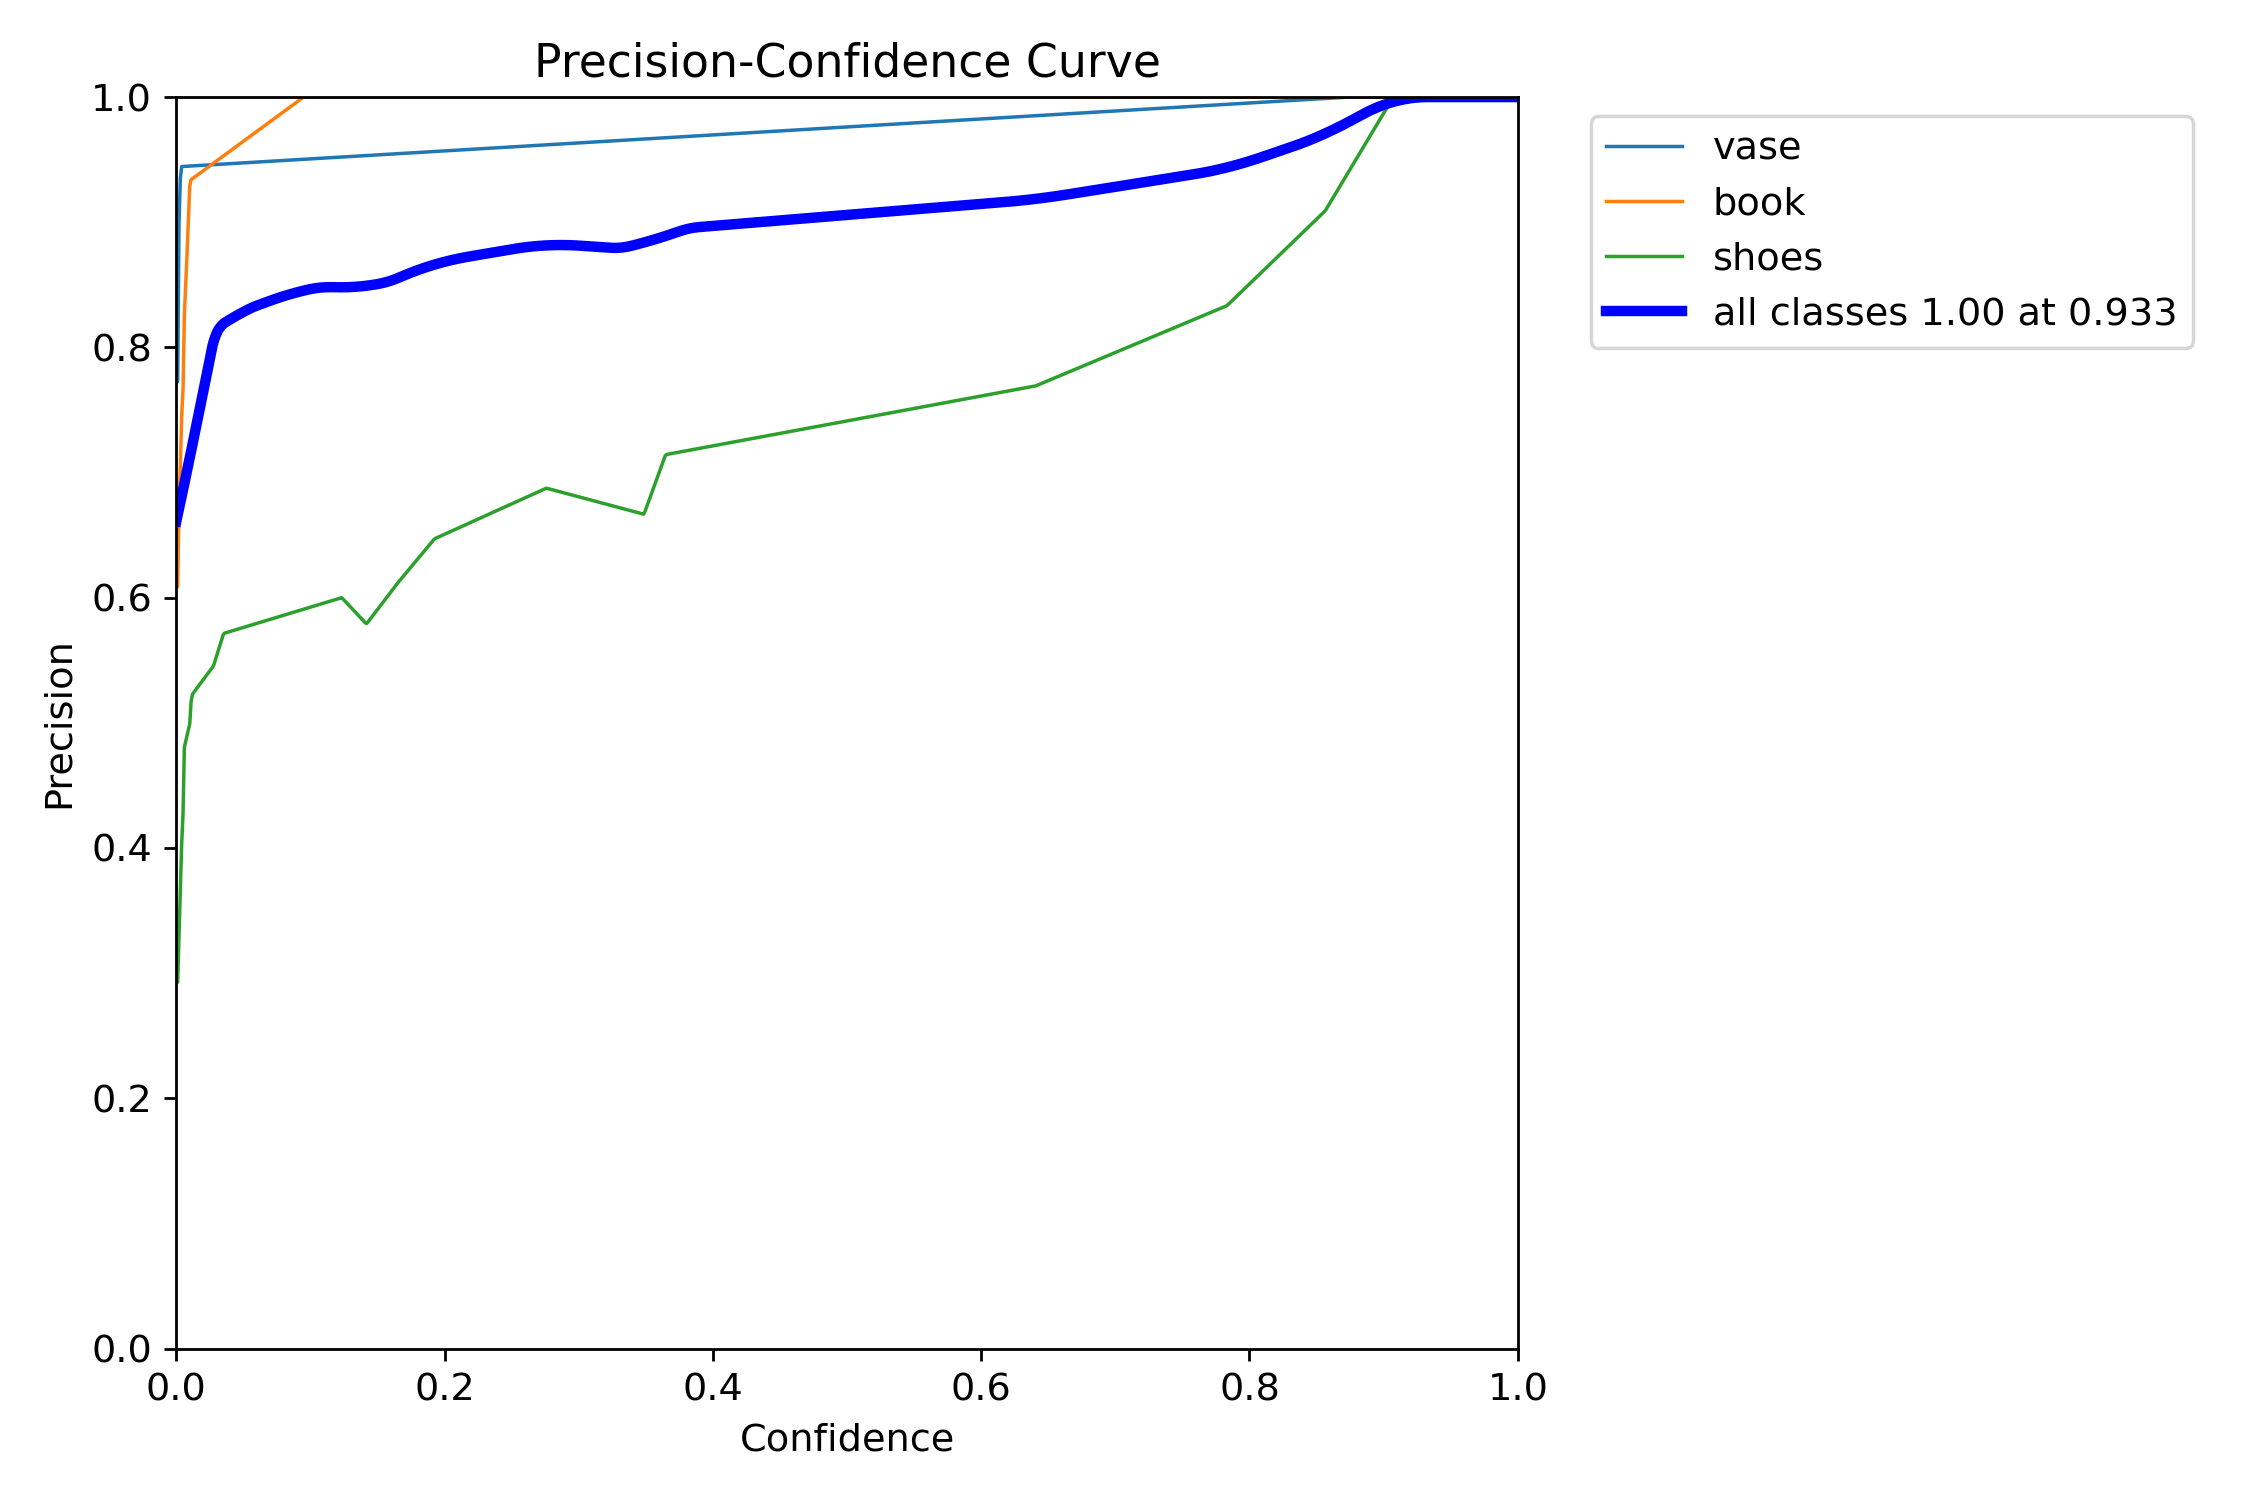 Precision-Confidence Curve
1.0
0.8
0.6
0.4
0.2
0.0
Precision
0.0 0.2 0.4 0.6 0.8 1.0
Confidence
vase
book
shoes
all classes 1.00 at 0.933